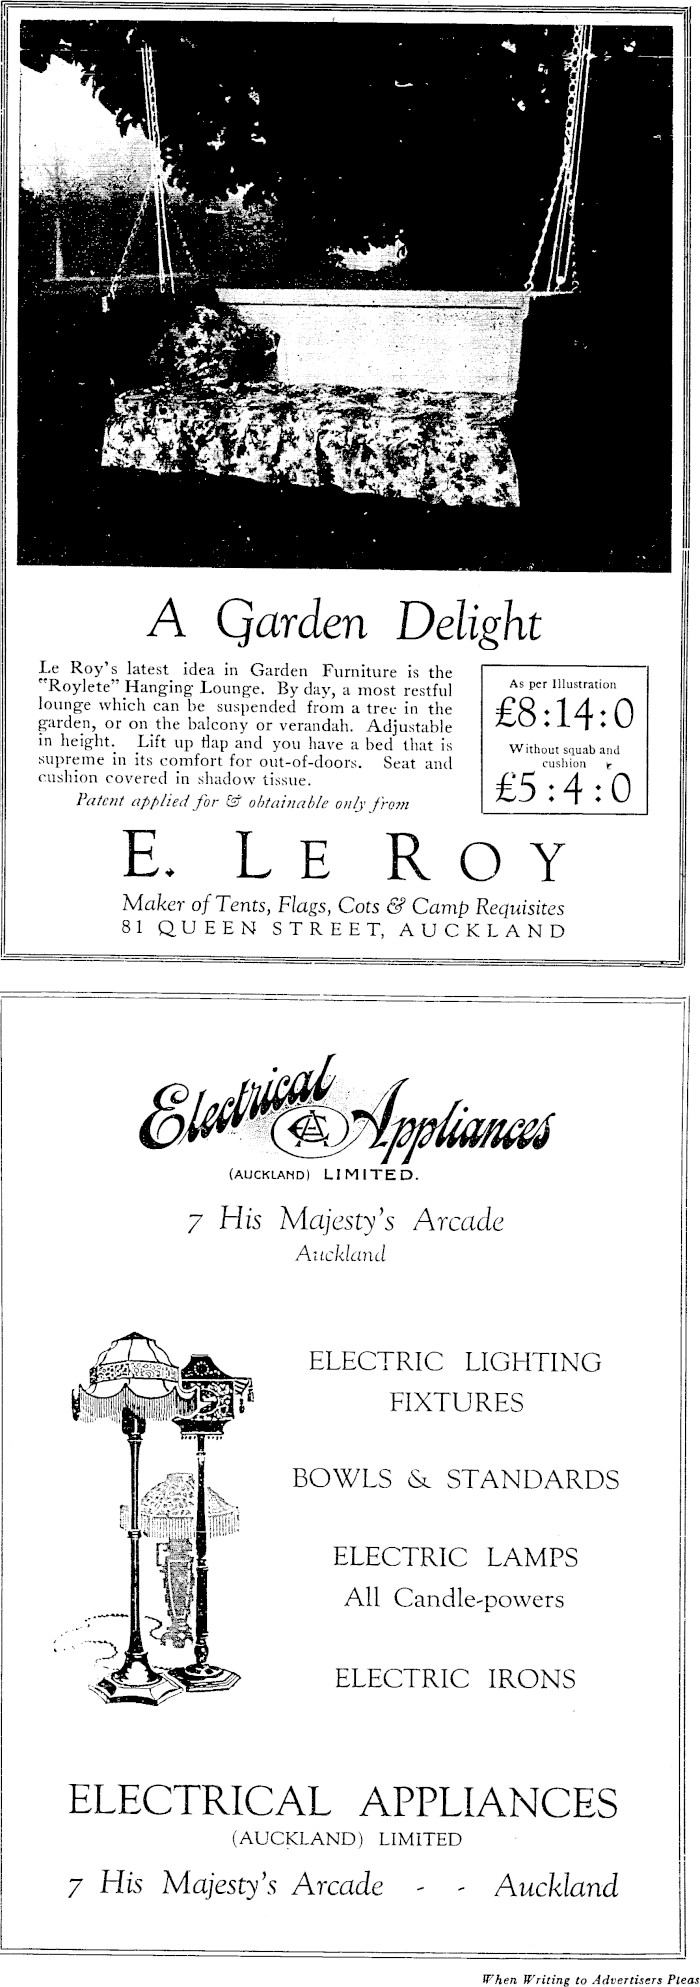 A Garden Delight
Le Roy's latest idea in Garden Furniture is the
"Roylete" Hanging Lounge. By day, a most restful
lounge which can be suspended from a tree in the
garden, or on the balcony or verandah. Adjustable
in height. Lift up flap and you have a bed that is
supreme in its comfort for out-of-doors. Seat and
cushion covered in shadow tissue.
Patent applied for & obtainable only from
As per Illustration
£8:14:0
Without squab and
cushion
£5:4:0
E. LE ROY
Maker of Tents, Flags, Cots & Camp Requisites
81 QUEEN STREET, AUCKLAND
Electrical Appliances
(AUCKLAND) LIMITED.
7 His Majesty's Arcade
Auckland
ELECTRIC LIGHTING
FIXTURES
BOWLS & STANDARDS
ELECTRIC LAMPS
All Candle-powers
ELECTRIC IRONS
ELECTRICAL APPLIANCES
(AUCKLAND) LIMITED
7 His Majesty's Arcade - - Auckland
When Writing to Advertisers Pleas